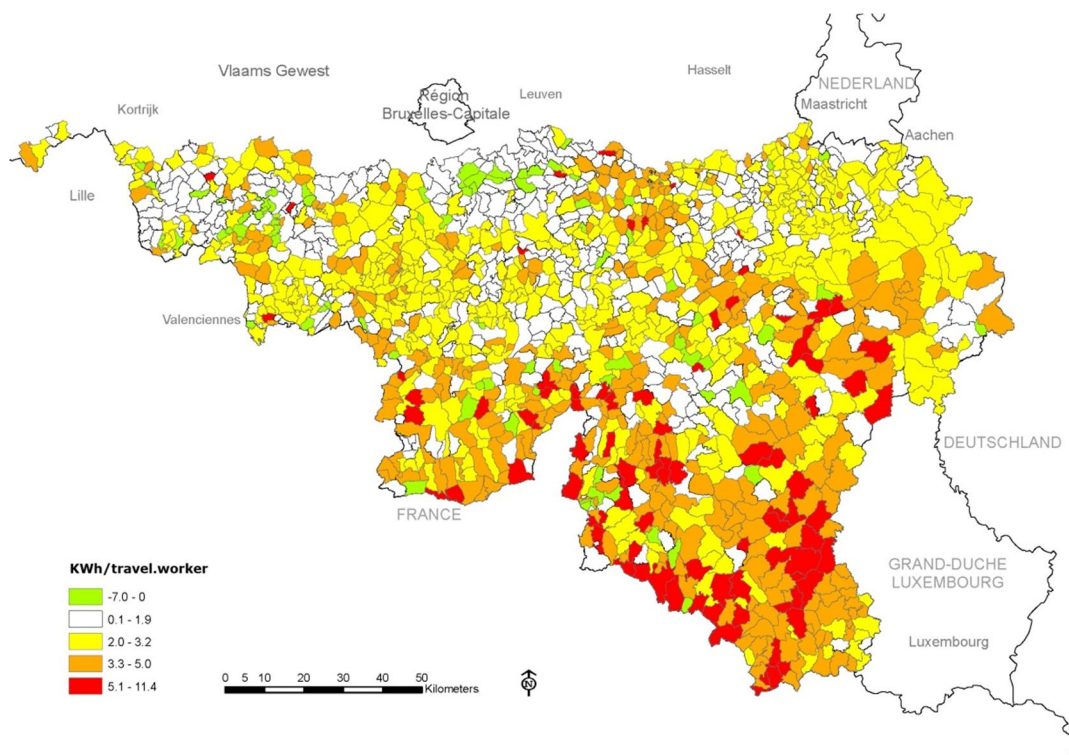 Vlaams Gewest
Hasselt
NEDERLAND
Maastricht
Kortrijk
Région
Bruxelles-Capitale
Leuven
Aachen
Lille
Valenciennes
DEUTSCHLAND
FRANCE
GRAND-DUCHE
LUXEMBOURG
Luxembourg
KWh/travel.worker
-7.0 - 0
0.1 - 1.9
2.0 - 3.2
3.3 - 5.0
5.1 - 11.4
0 5 10 20 30 40 50
Kilometers
N